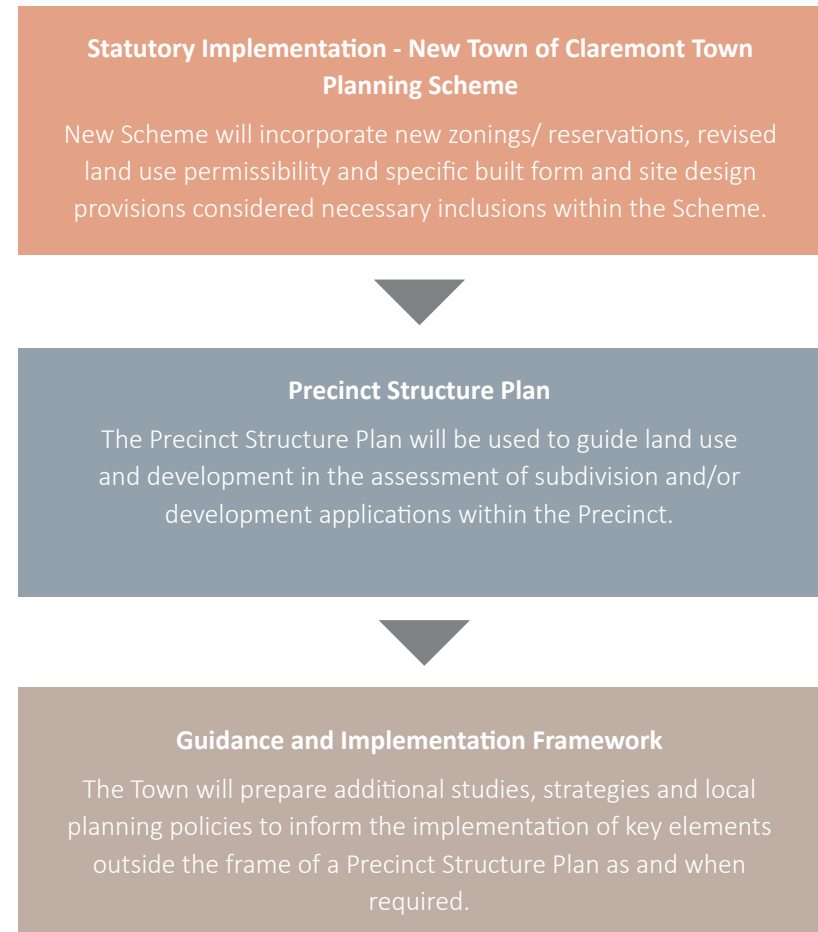 Statutory Implementation - New Town of Claremont Town
Planning Scheme
New Scheme will incorporate new zonings/ reservations, revised
land use permissibility and specific built form and site design
provisions considered necessary inclusions within the Scheme.
Precinct Structure Plan
The Precinct Structure Plan will be used to guide land use
and development in the assessment of subdivision and/or
development applications within the Precinct.
Guidance and Implementation Framework
The Town will prepare additional studies, strategies and local
planning policies to inform the implementation of key elements
outside the frame of a Precinct Structure Plan as and when
required.